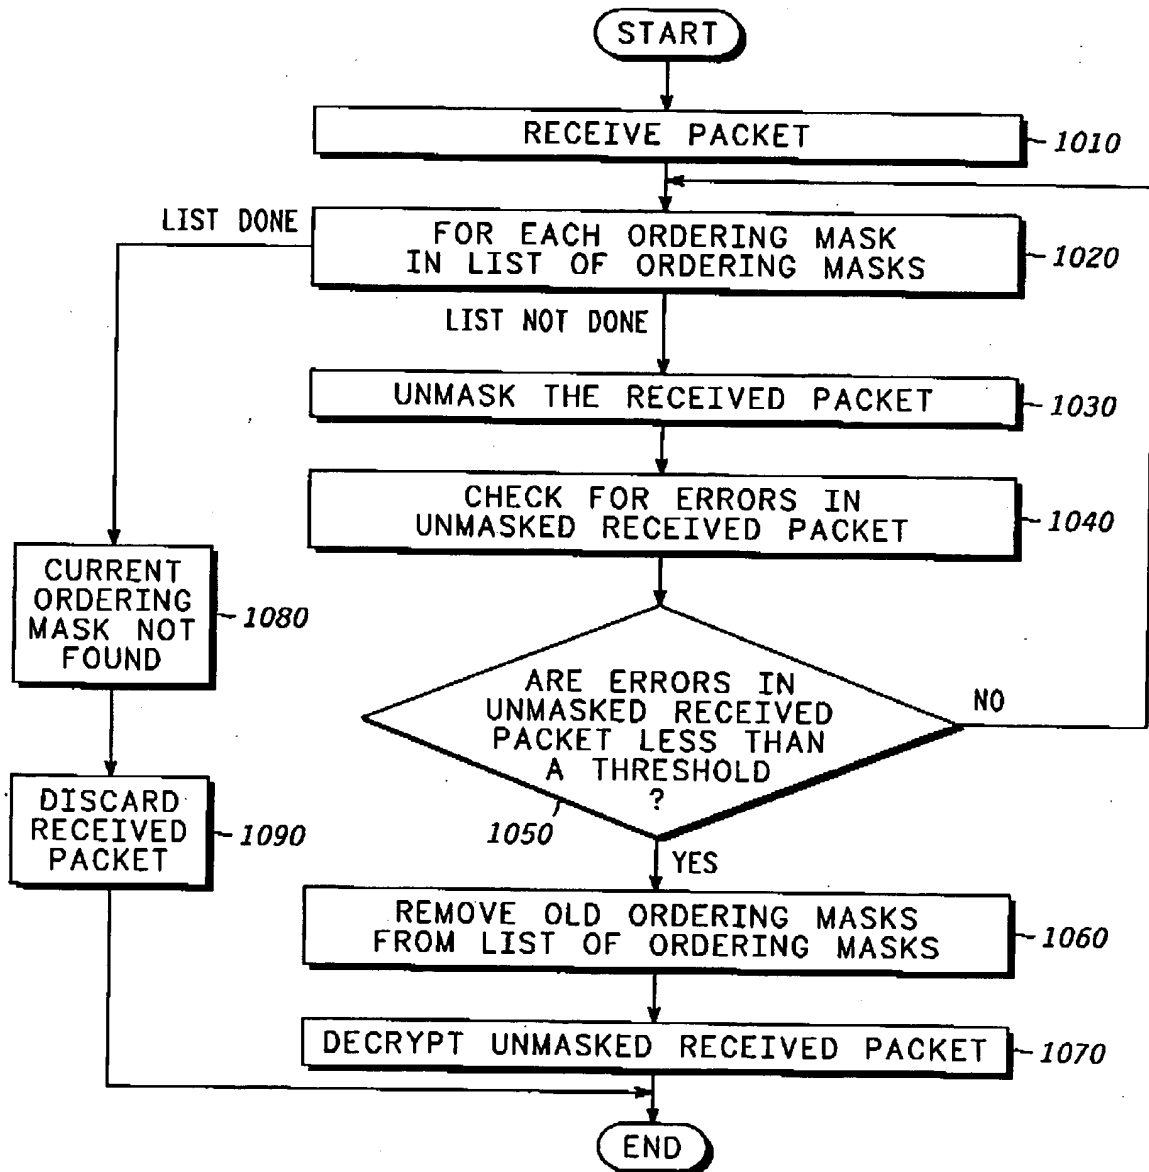 START
RECEIVE PACKET
1010
LIST DONE
FOR EACH ORDERING MASK
IN LIST OF ORDERING MASKS
1020
LIST NOT DONE
UNMASK THE RECEIVED PACKET
1030
CHECK FOR ERRORS IN
UNMASKED RECEIVED PACKET
1040
CURRENT
ORDERING
MASK NOT
FOUND
1080
ARE ERRORS IN
UNMASKED RECEIVED
PACKET LESS THAN
A THRESHOLD
?
NO
1050
DISCARD
RECEIVED
PACKET
1090
YES
REMOVE OLD ORDERING MASKS
FROM LIST OF ORDERING MASKS
1060
DECRYPT UNMASKED RECEIVED PACKET
1070
END